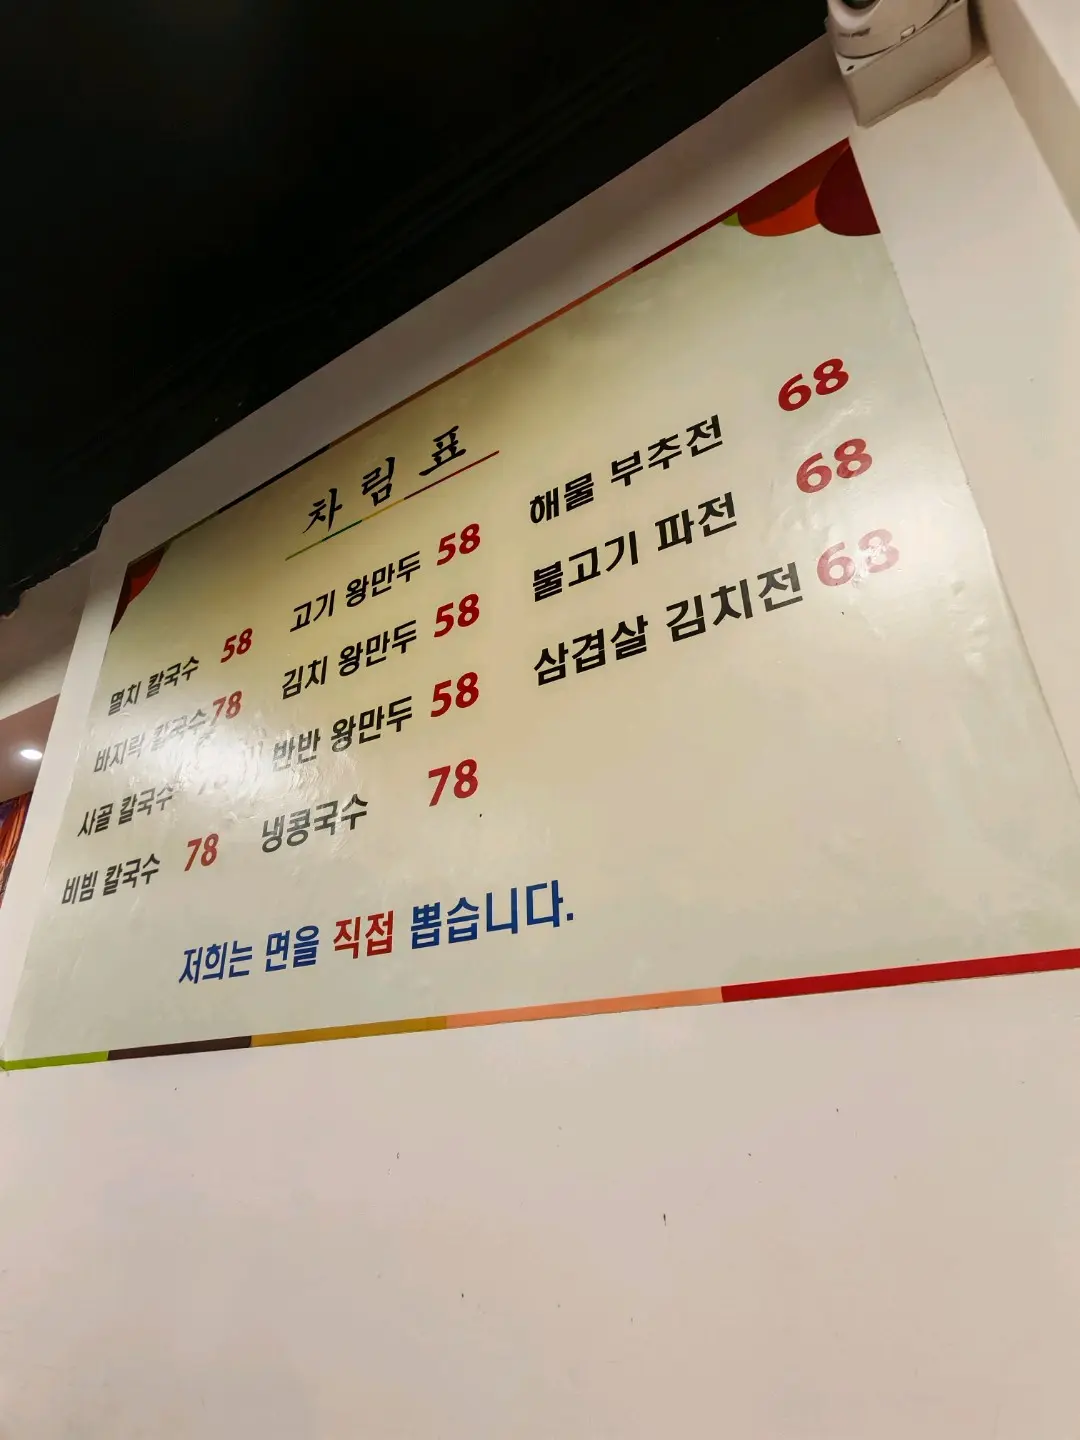 차림표
멸치 칼국수 58
바지락 칼국수 78
사골 칼국수
비빔 칼국수 78
고기 왕만두 58
김치 왕만두 58
반반 왕만두 58
냉콩국수 78
해물 부추전 68
불고기 파전 68
삼겹살 김치전 68
저희는 면을 직접 뽑습니다.